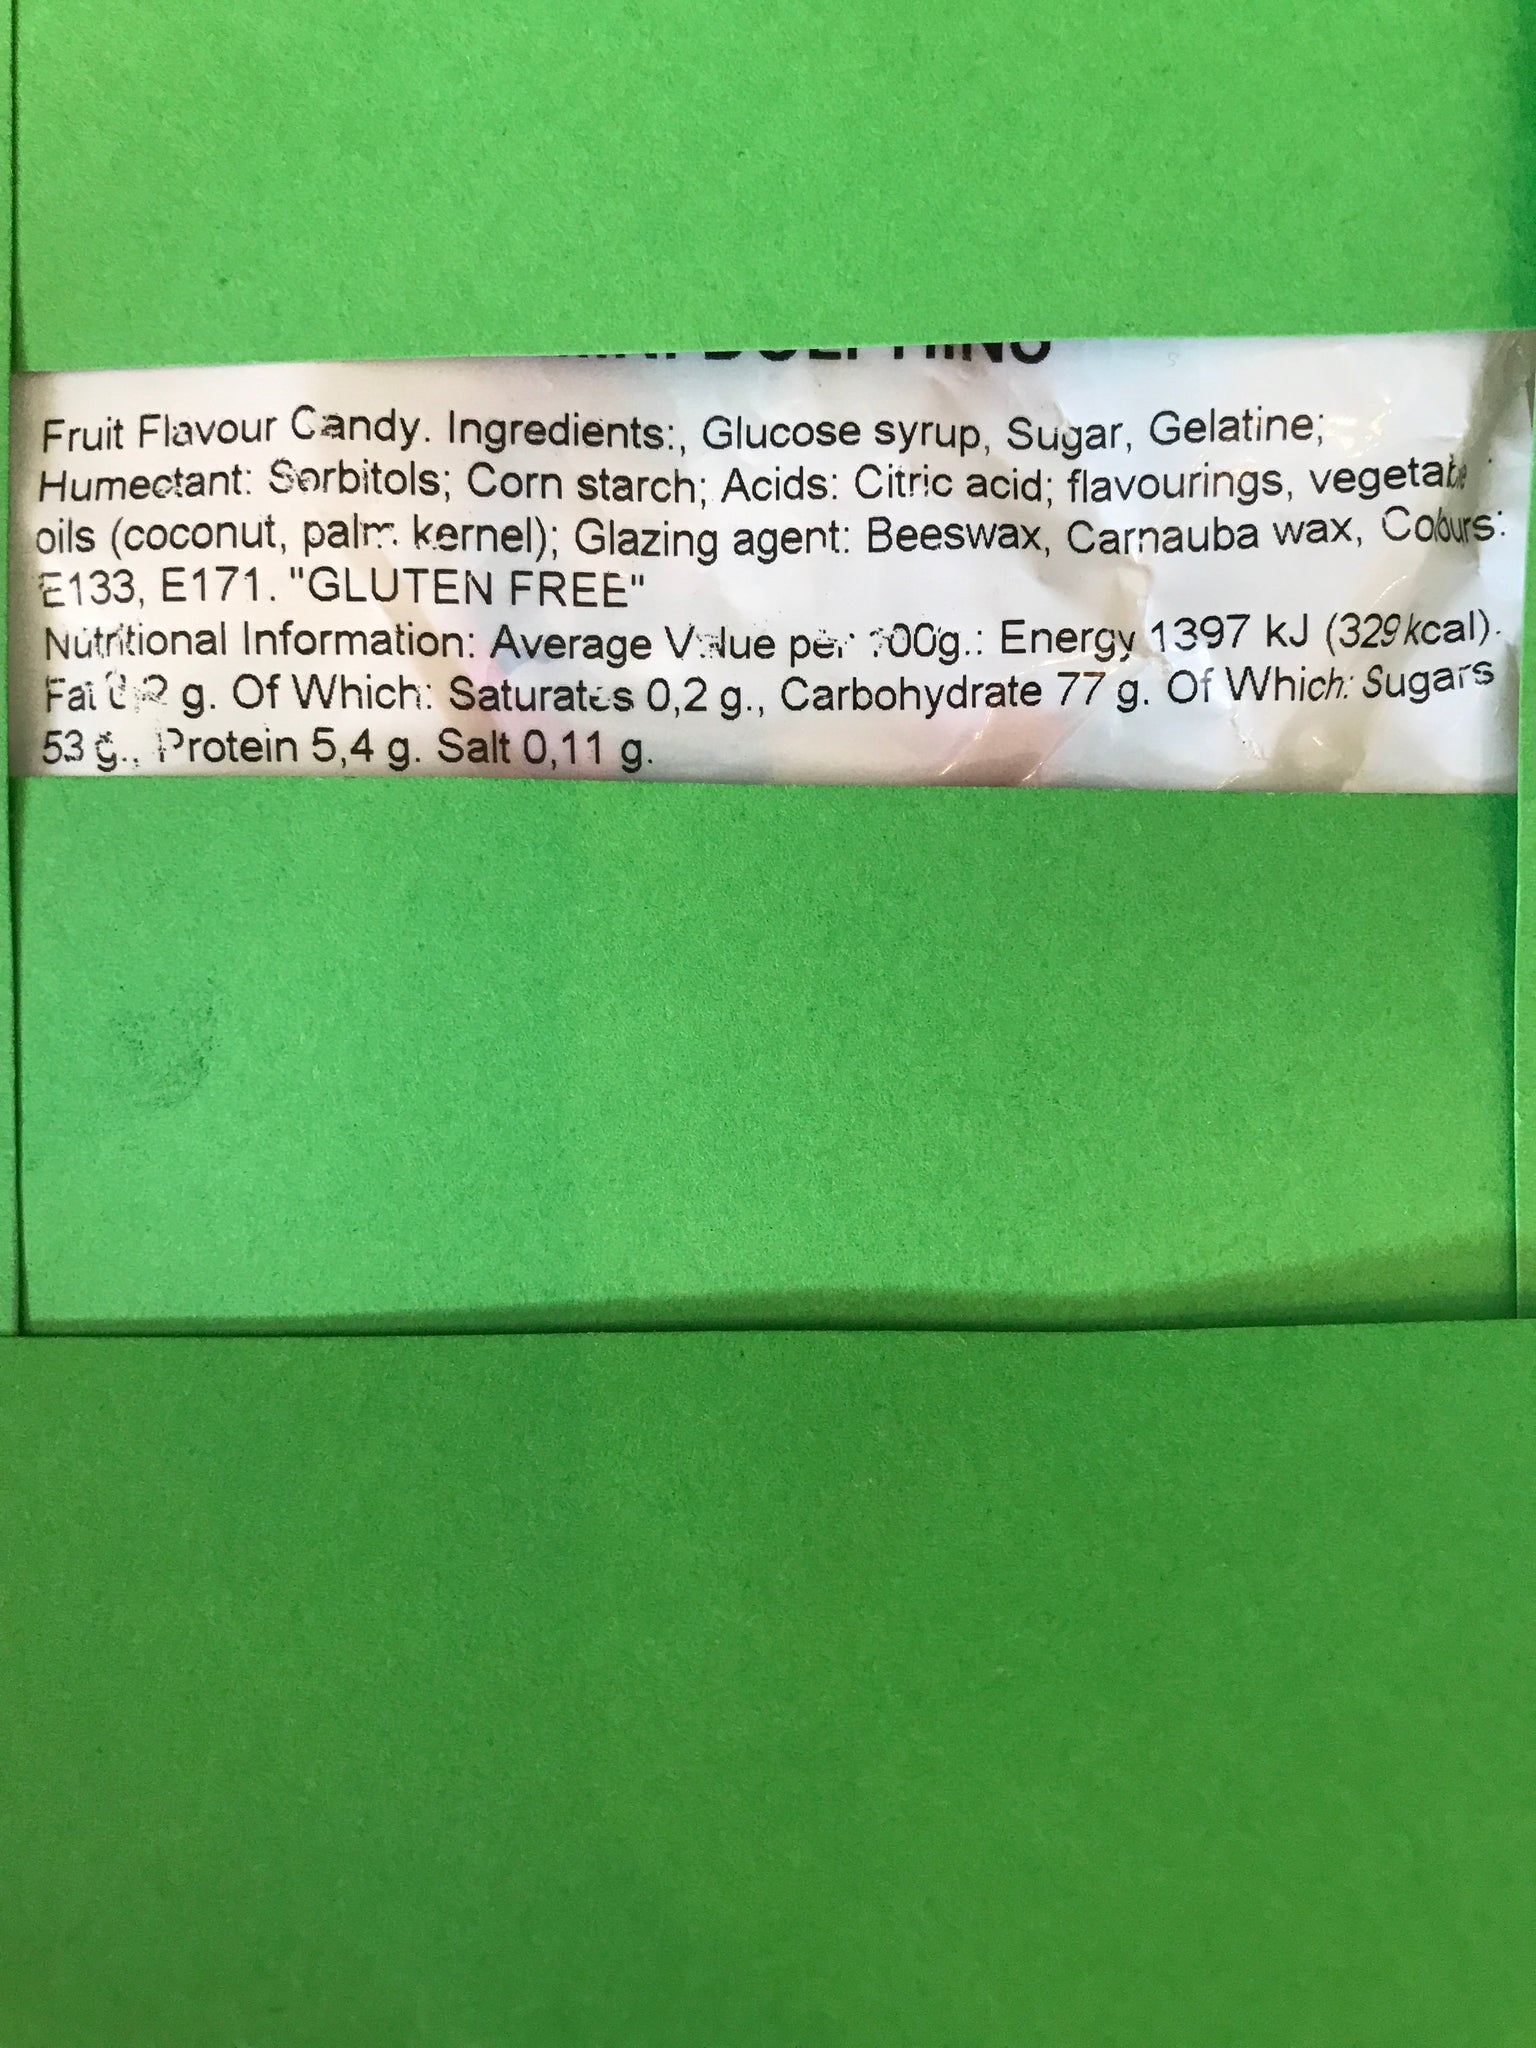 Fruit Flavour Candy. Ingredients:, Glucose syrup, Sugar, Gelatine;
Humectant: Sorbitols; Corn starch; Acids: Citric acid; flavourings, vegetable
oils (coconut, palm kernel); Glazing agent: Beeswax, Carnauba wax, Colours:
E133, E171. "GLUTEN FREE"
Nutritional Information: Average Value per 100g.: Energy 1397 kJ (329kcal).
Fat g. Of Which: Saturates 0,2 g., Carbohydrate 77 g. Of Which: Sugars
53 g., Protein 5,4 g. Salt 0,11 g.